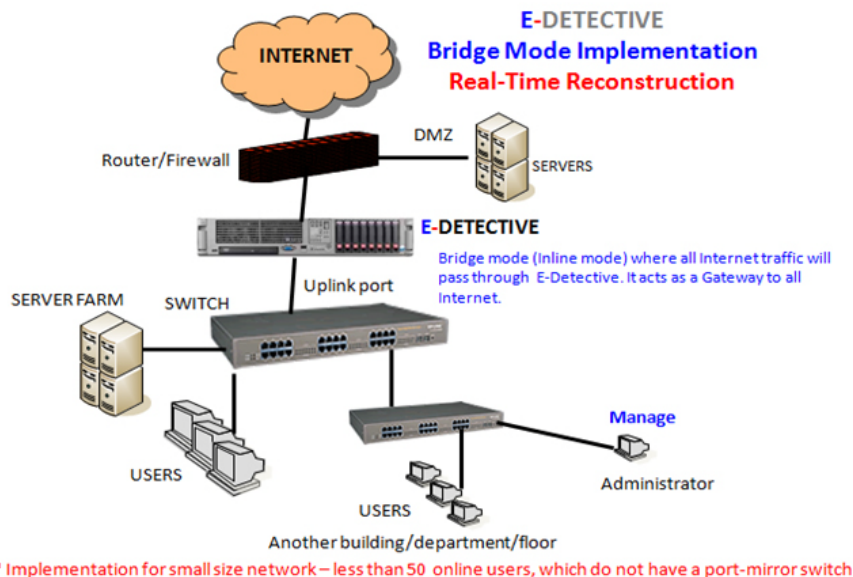 E-DETECTIVE
Bridge Mode Implementation
Real-Time Reconstruction
INTERNET
DMZ
Router/Firewall
SERVERS
E-DETECTIVE
Bridge mode (Inline mode) where all Internet traffic will
pass through E-Detective. It acts as a Gateway to all
Internet.
Uplink port
SERVER FARM
SWITCH
Manage
USERS
Administrator
USERS
Another building/department/floor
* Implementation for small size network – less than 50 online users, which do not have a port-mirror switch